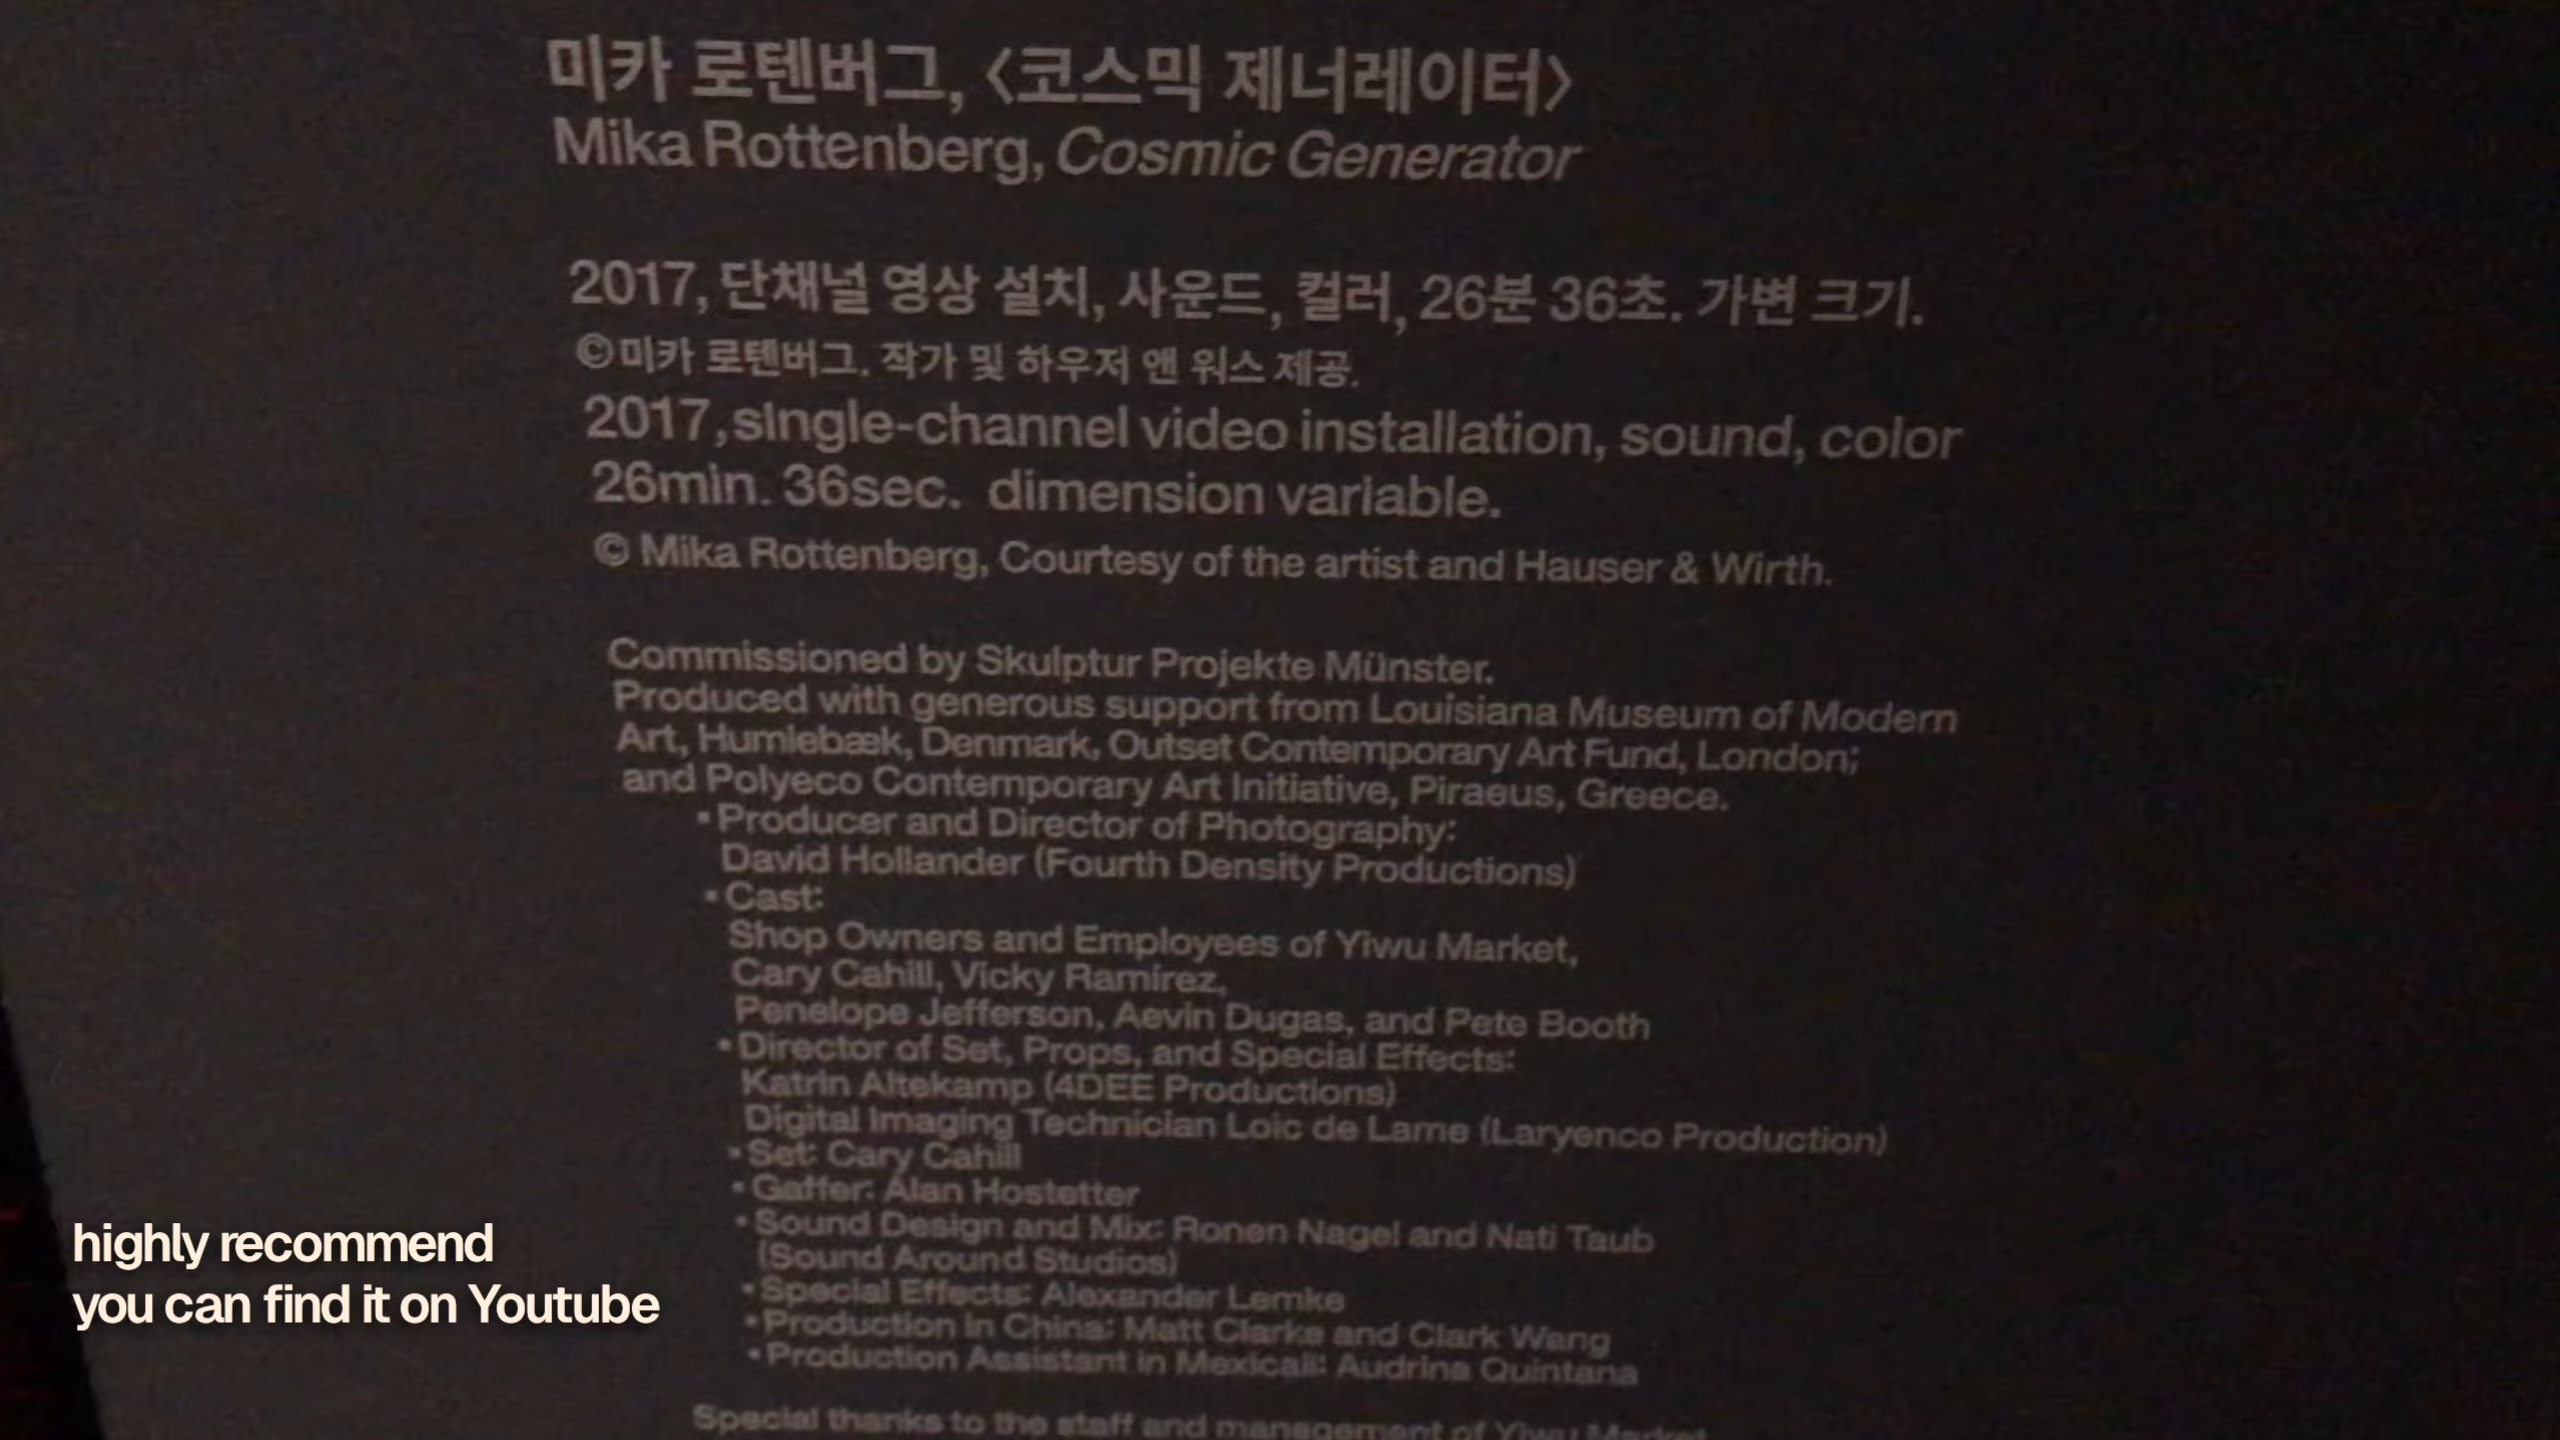 미카 로텐버그, 〈코스믹 제너레이터〉
Mika Rottenberg, Cosmic Generator
2017, 단채널 영상 설치, 사운드, 컬러, 26분 36초. 가변 크기.
©미카 로텐버그. 작가 및 하우저 앤 워스 제공.
2017, single-channel video installation, sound, color
26min. 36sec. dimension variable.
© Mika Rottenberg, Courtesy of the artist and Hauser & Wirth.
Commissioned by Skulptur Projekte Münster.
Produced with generous support from Louisiana Museum of Modern
Art, Humlebæk, Denmark, Outset Contemporary Art Fund, London;
and Polyeco Contemporary Art Initiative, Piraeus, Greece.
▪ Producer and Director of Photography:
David Hollander (Fourth Density Productions)
▪ Cast:
Shop Owners and Employees of Yiwu Market,
Cary Cahill, Vicky Ramirez,
Penelope Jefferson, Aevin Dugas, and Pete Booth
▪ Director of Set, Props, and Special Effects:
Katrin Altekamp (4DEE Productions)
Digital Imaging Technician Loic de Lame (Laryenco Production)
▪ Set: Cary Cahill
▪ Gaffer: Alan Hostetter
▪ Sound Design and Mix: Ronen Nagel and Nati Taub
(Sound Around Studios)
▪ Special Effects: Alexander Lemke
▪ Production in China: Matt Clarke and Clark Wang
▪ Production Assistant in Mexicali: Audrina Quintana
Special thanks to the staff and management of Yiwu Market
highly recommend
you can find it on Youtube